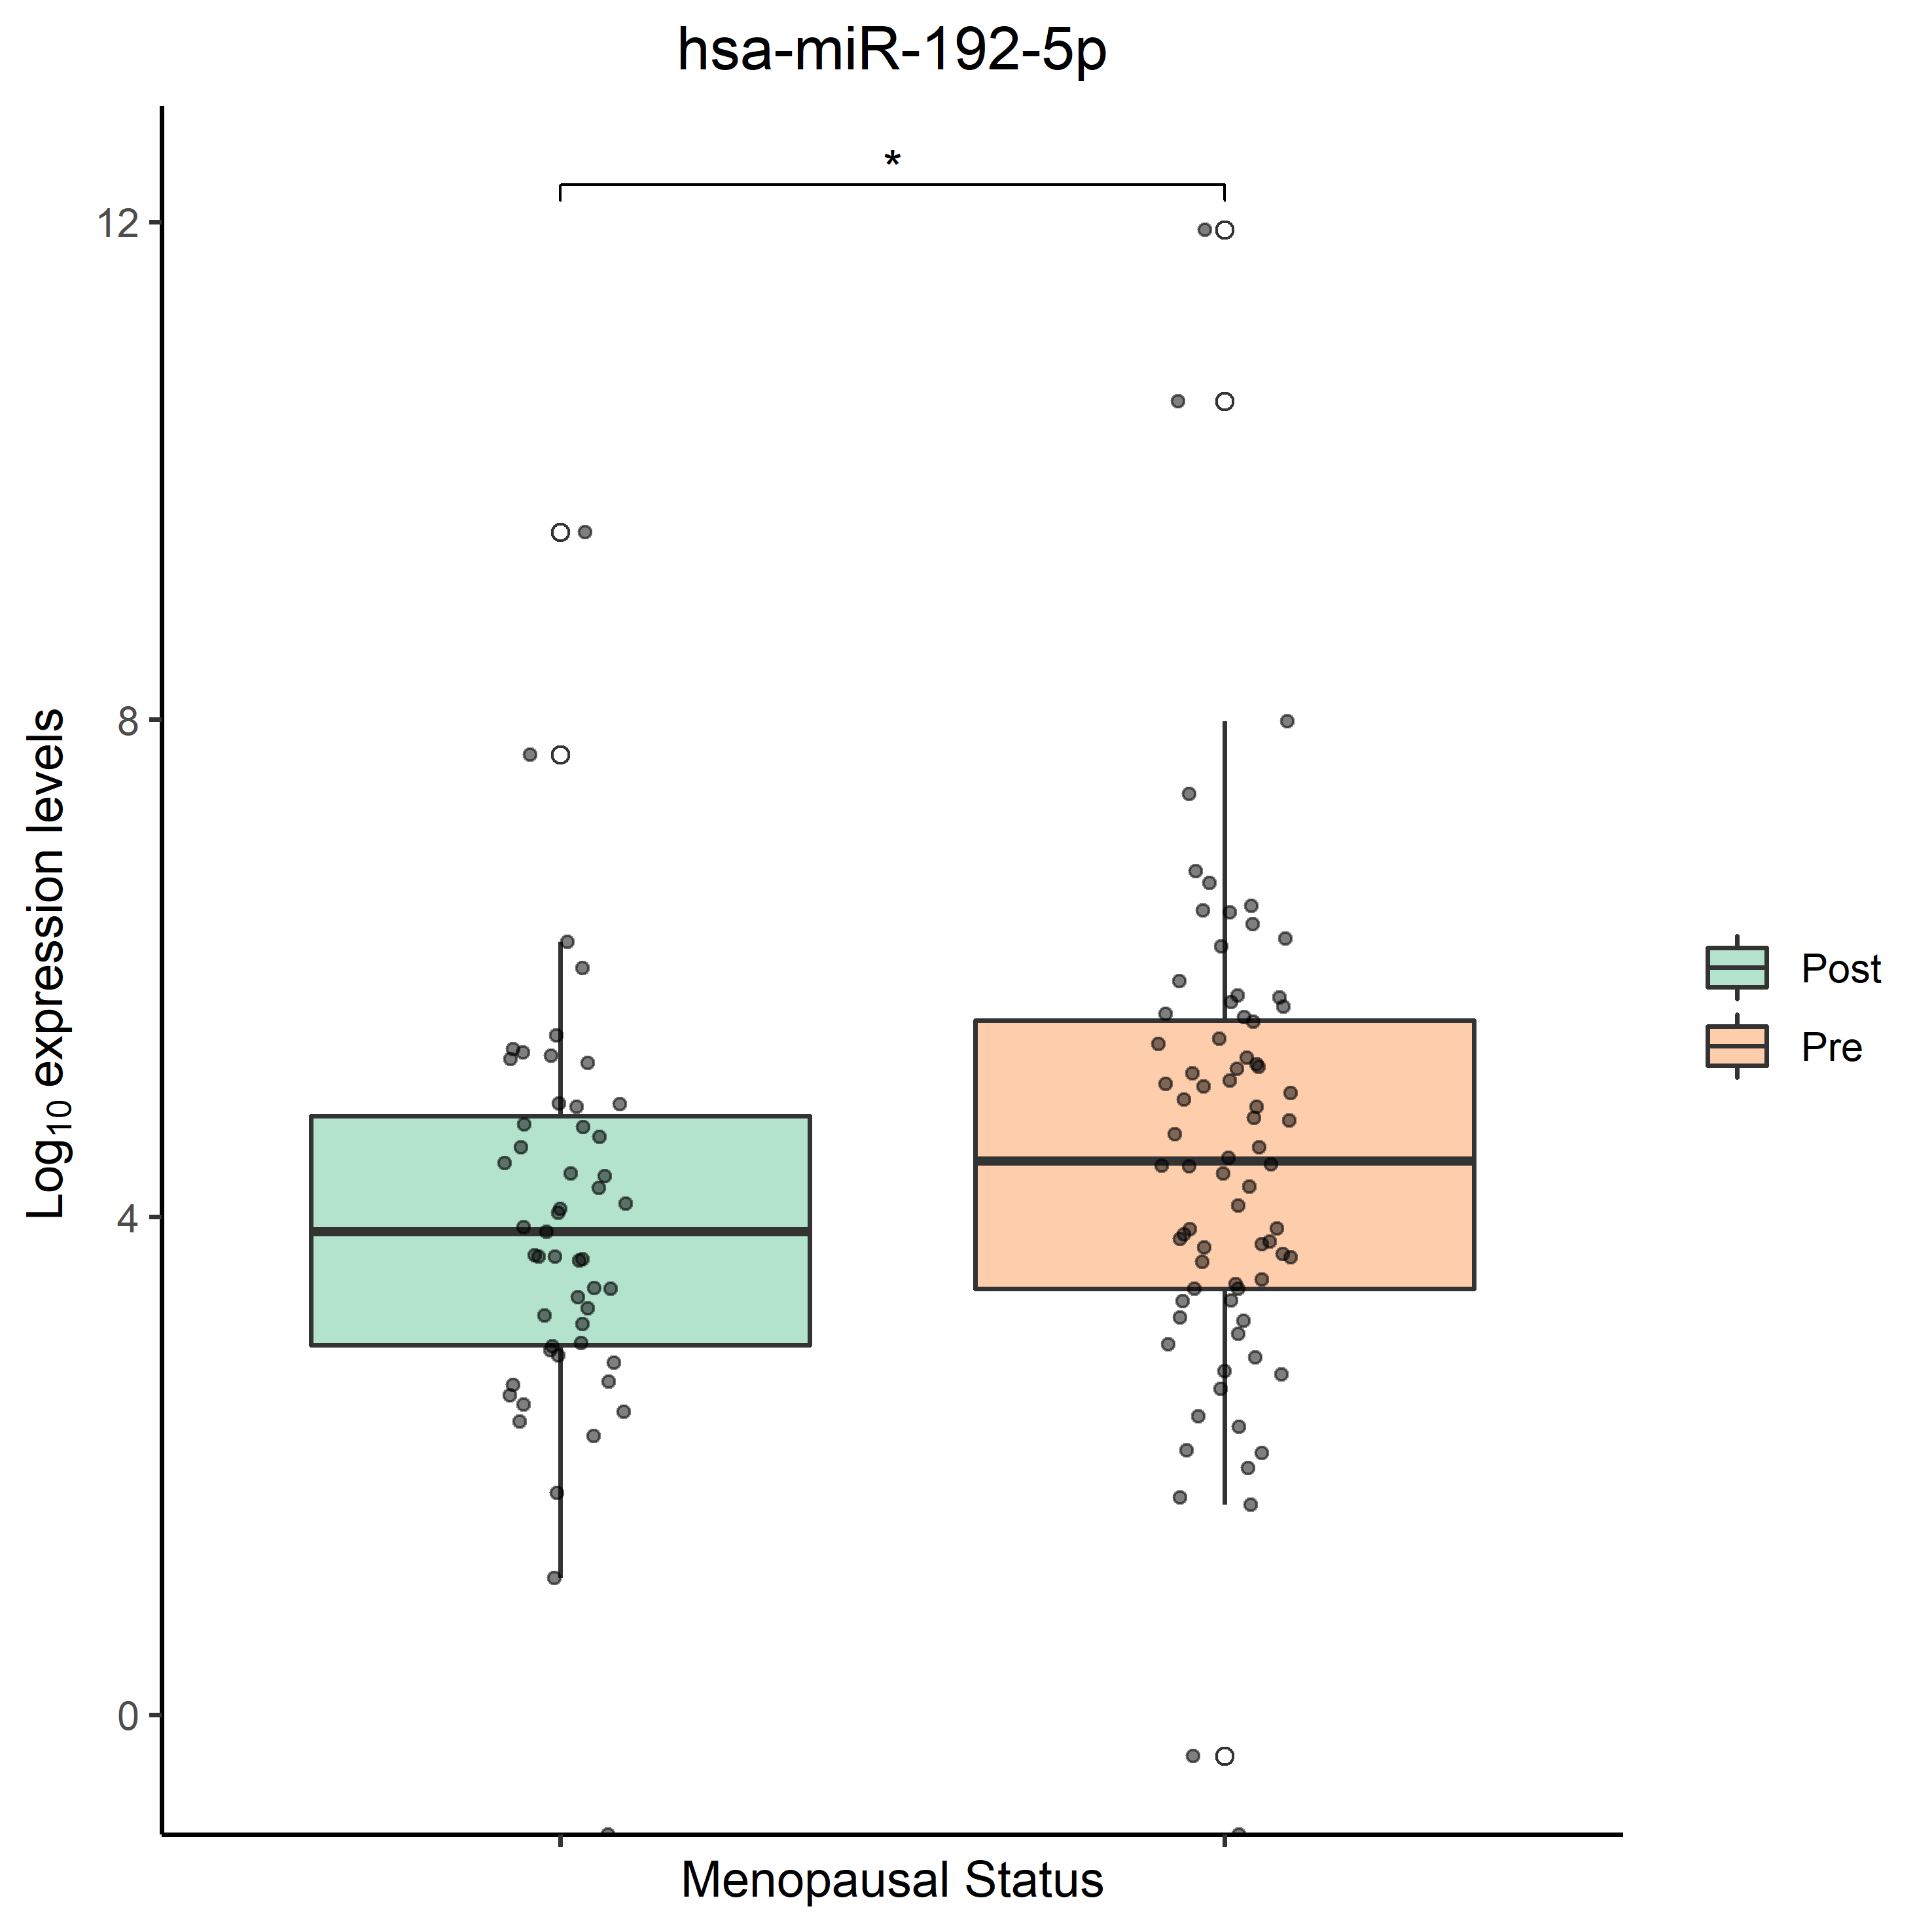 hsa-miR-192-5p
*
12
8
4
0
Log₁₀ expression levels
Menopausal Status
Post
Pre